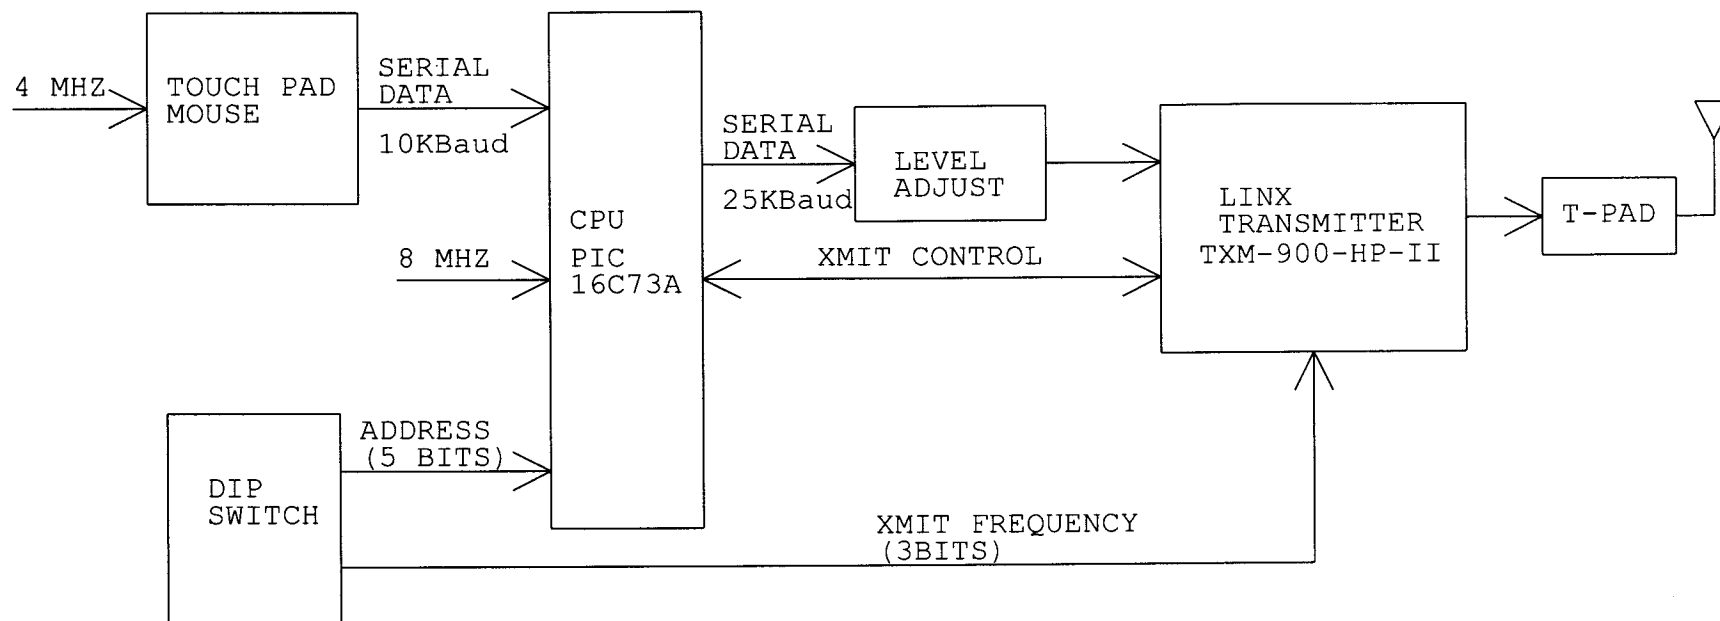 4 MHZ
TOUCH PAD
MOUSE
SERIAL
DATA
10KBaud
CPU
PIC
16C73A
8 MHZ
SERIAL
DATA
25KBaud
LEVEL
ADJUST
XMIT CONTROL
LINX
TRANSMITTER
TXM-900-HP-II
T-PAD
DIP
SWITCH
ADDRESS
(5 BITS)
XMIT FREQUENCY
(3BITS)